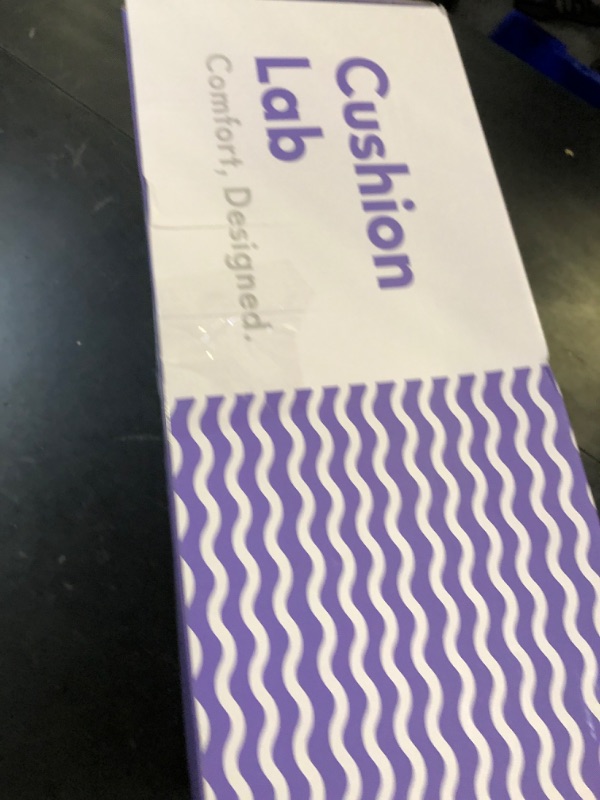 Cushion
Lab
Comfort, Designed.